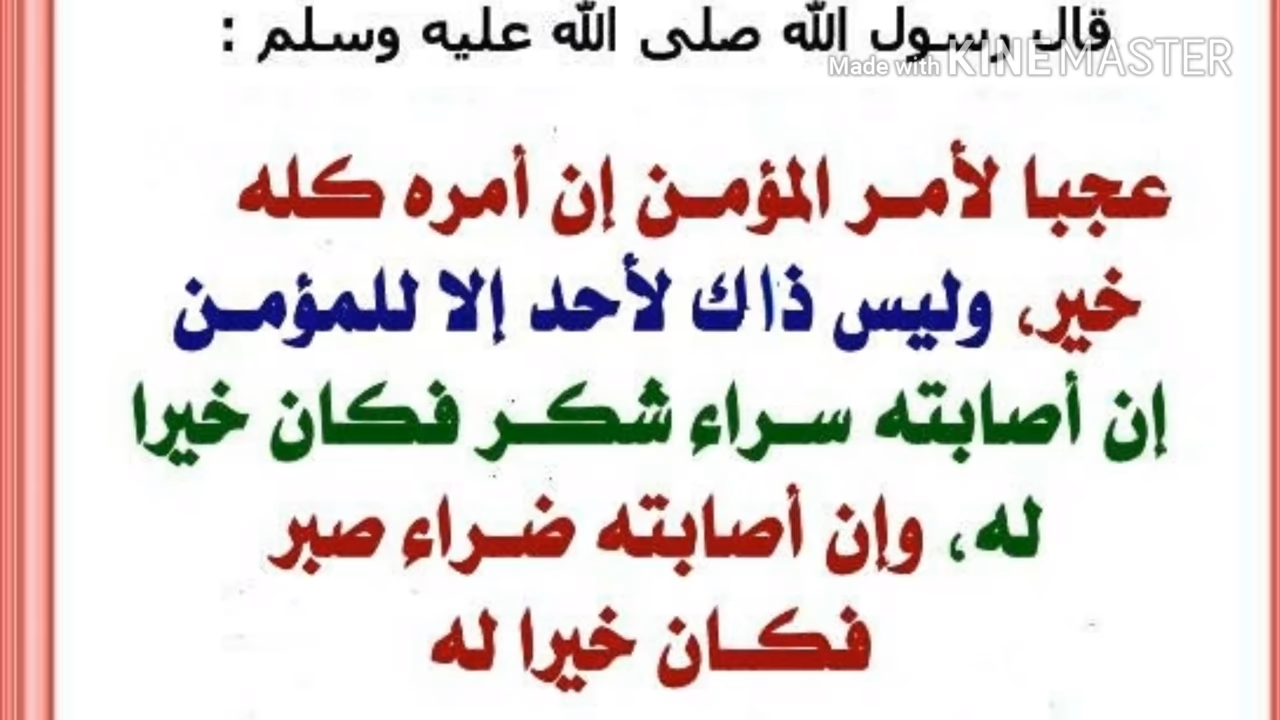 قال رسول الله صلى الله عليه وسلم :
Made with KINEMASTER
عجبا لأمر المؤمن إن أمره كله
خير، وليس ذاك لأحد إلا للمؤمن
إن أصابته سراء شكر فكان خيرا
له، وإن أصابته ضراء صبر
فكان خيرا له